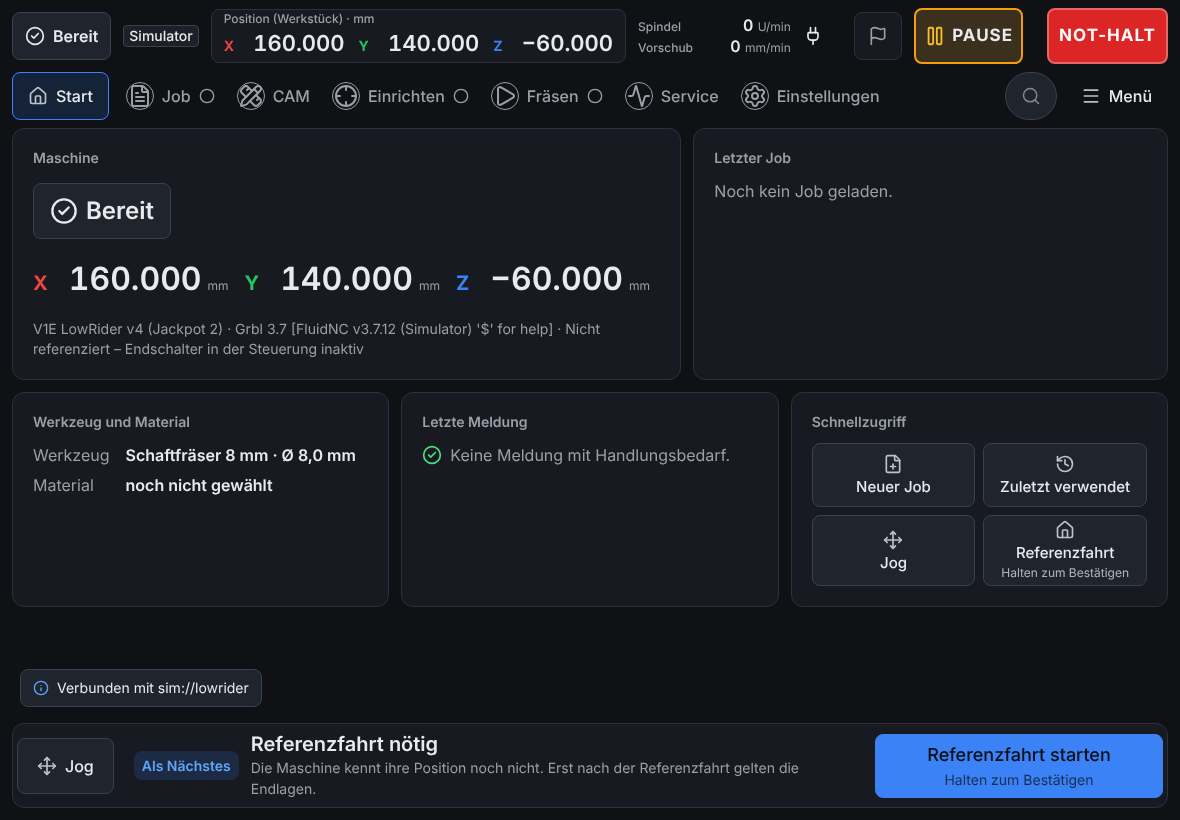 Bereit
Simulator
Position (Werkstück) · mm
X 160.000 Y 140.000 Z −60.000
Spindel 0 U/min
Vorschub 0 mm/min
PAUSE
NOT-HALT
Start
Job
CAM
Einrichten
Fräsen
Service
Einstellungen
Menü
Maschine
Bereit
X 160.000 mm Y 140.000 mm Z −60.000 mm
V1E LowRider v4 (Jackpot 2) · Grbl 3.7 [FluidNC v3.7.12 (Simulator) '$' for help] · Nicht
referenziert – Endschalter in der Steuerung inaktiv
Letzter Job
Noch kein Job geladen.
Werkzeug und Material
Werkzeug Schaftfräser 8 mm · Ø 8,0 mm
Material noch nicht gewählt
Letzte Meldung
Keine Meldung mit Handlungsbedarf.
Schnellzugriff
Neuer Job
Zuletzt verwendet
Jog
Referenzfahrt
Halten zum Bestätigen
Verbunden mit sim://lowrider
Jog
Als Nächstes
Referenzfahrt nötig
Die Maschine kennt ihre Position noch nicht. Erst nach der Referenzfahrt gelten die
Endlagen.
Referenzfahrt starten
Halten zum Bestätigen